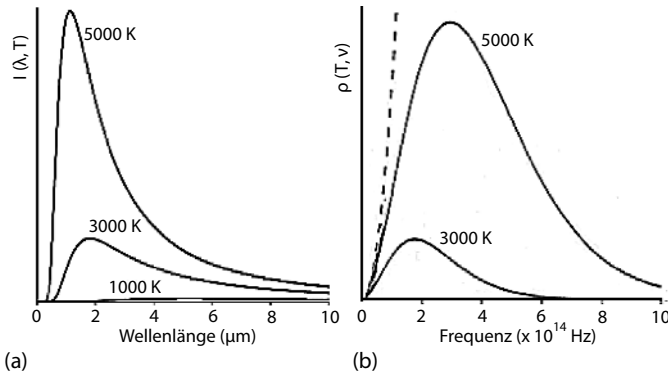 I (λ, T)
5000 K
3000 K
1000 K
0 2 4 6 8 10
Wellenlänge (µm)
(a)
ρ (T, ν)
5000 K
3000 K
0 2 4 6 8 10
Frequenz (x 10¹⁴ Hz)
(b)